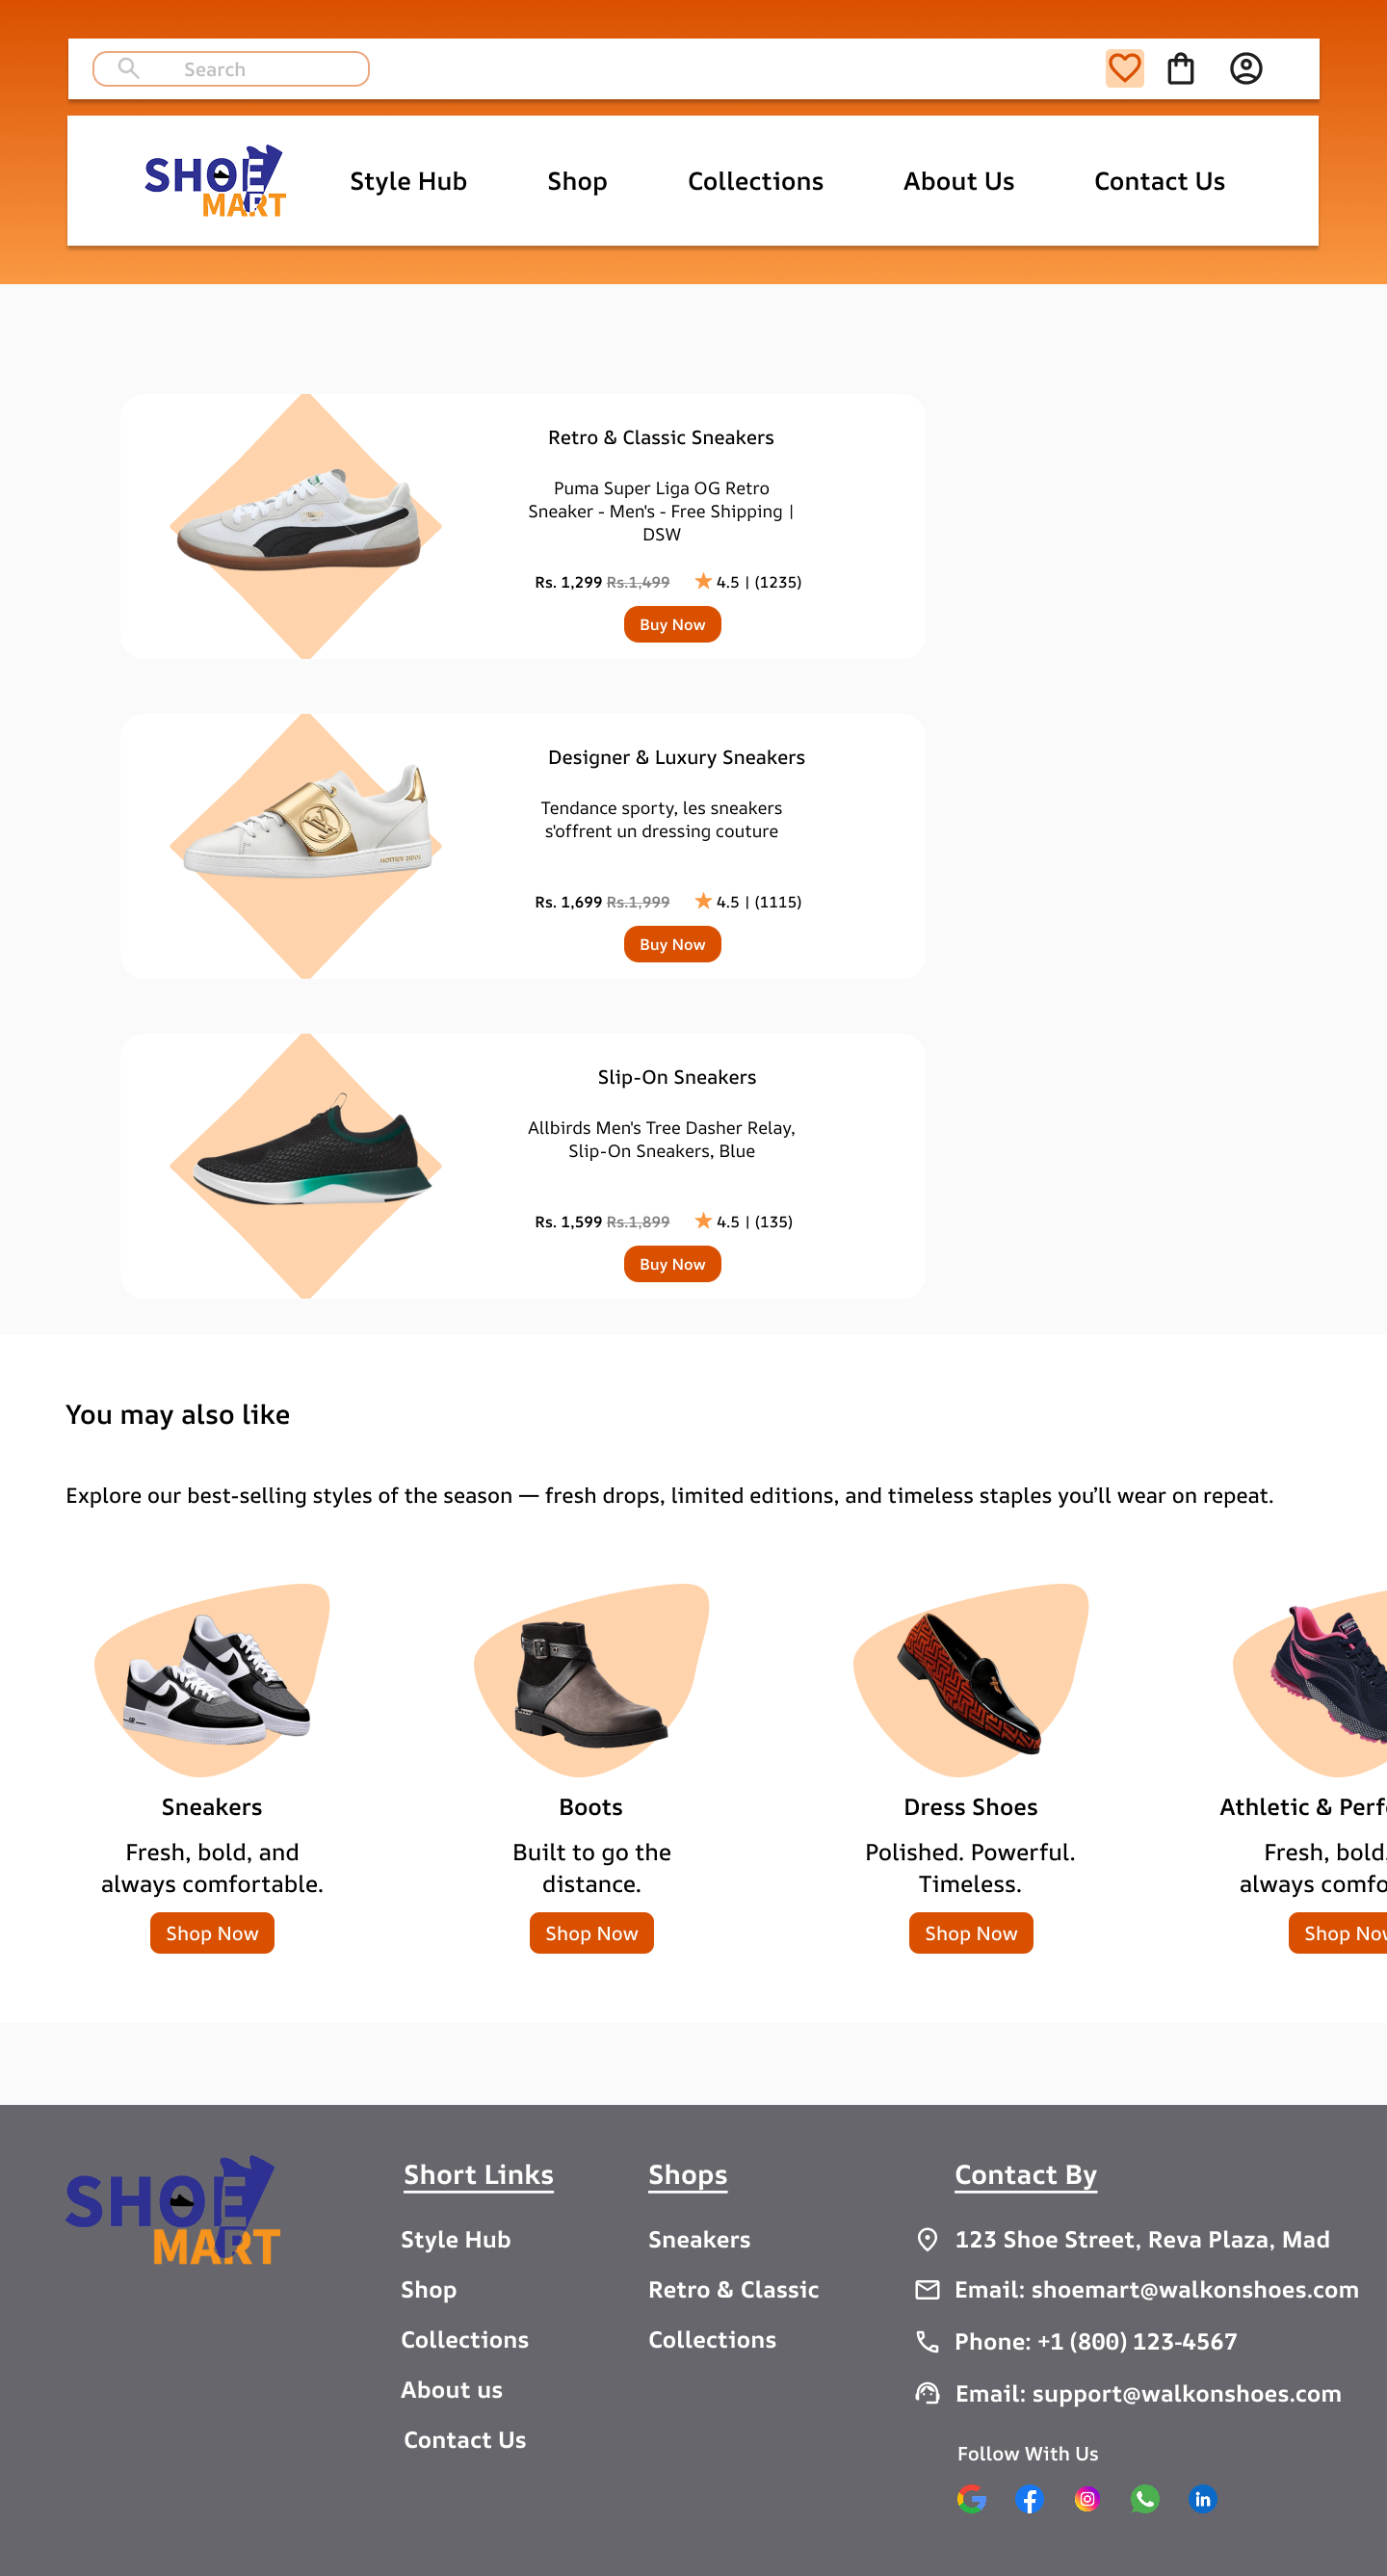 Search
SHOE
MART
Style Hub
Shop
Collections
About Us
Contact Us
Retro & Classic Sneakers
Puma Super Liga OG Retro
Sneaker - Men's - Free Shipping |
DSW
Rs. 1,299 Rs.1,499 4.5 | (1235)
Buy Now
Designer & Luxury Sneakers
Tendance sporty, les sneakers
s'offrent un dressing couture
Rs. 1,699 Rs.1,999 4.5 | (1115)
Buy Now
Slip-On Sneakers
Allbirds Men's Tree Dasher Relay,
Slip-On Sneakers, Blue
Rs. 1,599 Rs.1,899 4.5 | (135)
Buy Now
You may also like
Explore our best-selling styles of the season — fresh drops, limited editions, and timeless staples you’ll wear on repeat.
Sneakers
Fresh, bold, and
always comfortable.
Shop Now
Boots
Built to go the
distance.
Shop Now
Dress Shoes
Polished. Powerful.
Timeless.
Shop Now
Athletic & Perf
Fresh, bold,
always comfo
Shop Now
SHOE
MART
Short Links
Style Hub
Shop
Collections
About us
Contact Us
Shops
Sneakers
Retro & Classic
Collections
Contact By
123 Shoe Street, Reva Plaza, Mad
Email: shoemart@walkonshoes.com
Phone: +1 (800) 123-4567
Email: support@walkonshoes.com
Follow With Us